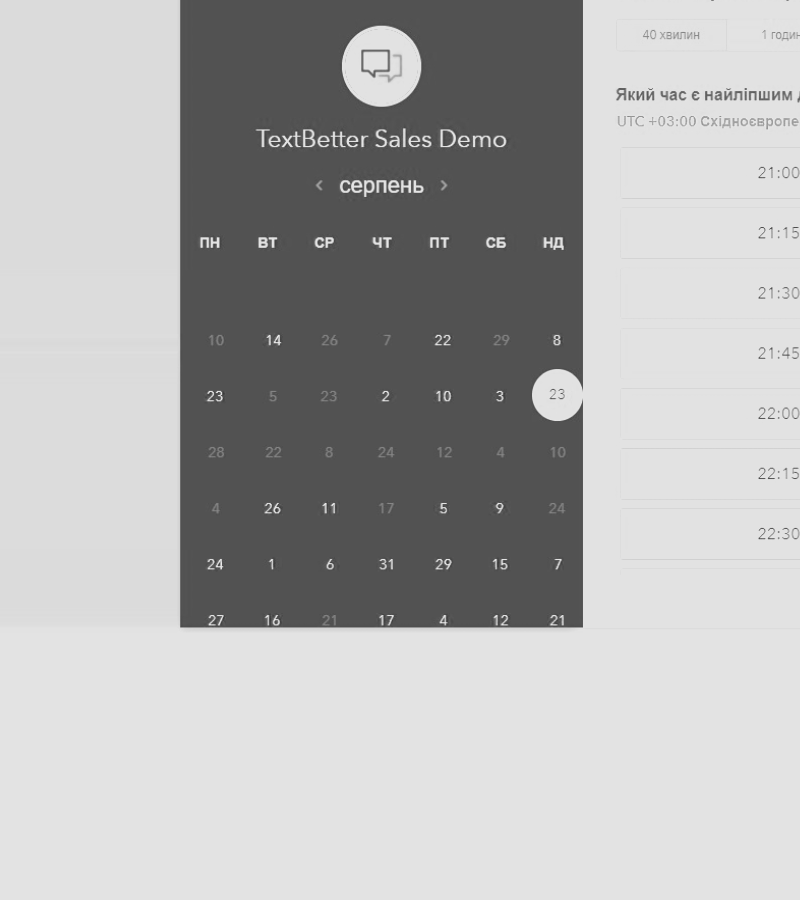 TextBetter Sales Demo
серпень
ПН ВТ СР ЧТ ПТ СБ НД
10 14 26 7 22 29 8
23 5 23 2 10 3 23
28 22 8 24 12 4 10
4 26 11 17 5 9 24
24 1 6 31 29 15 7
27 16 21 17 4 12 21
40 хвилин
1 годин
Який час є найліпшим
UTC +03:00 Східноєвропе
21:00
21:15
21:30
21:45
22:00
22:15
22:30